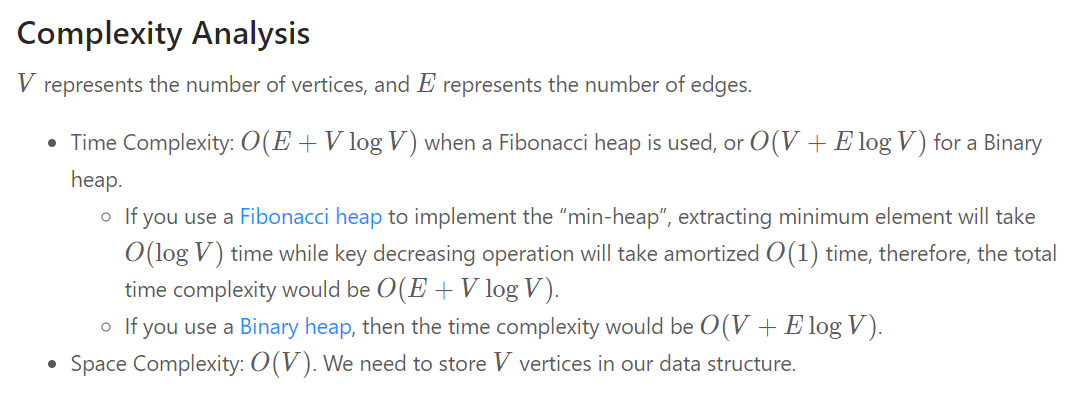 Complexity Analysis
V represents the number of vertices, and E represents the number of edges.
• Time Complexity: O(E + V log V) when a Fibonacci heap is used, or O(V + E log V) for a Binary
heap.
○ If you use a Fibonacci heap to implement the “min-heap”, extracting minimum element will take
O(log V) time while key decreasing operation will take amortized O(1) time, therefore, the total
time complexity would be O(E + V log V).
○ If you use a Binary heap, then the time complexity would be O(V + E log V).
• Space Complexity: O(V). We need to store V vertices in our data structure.